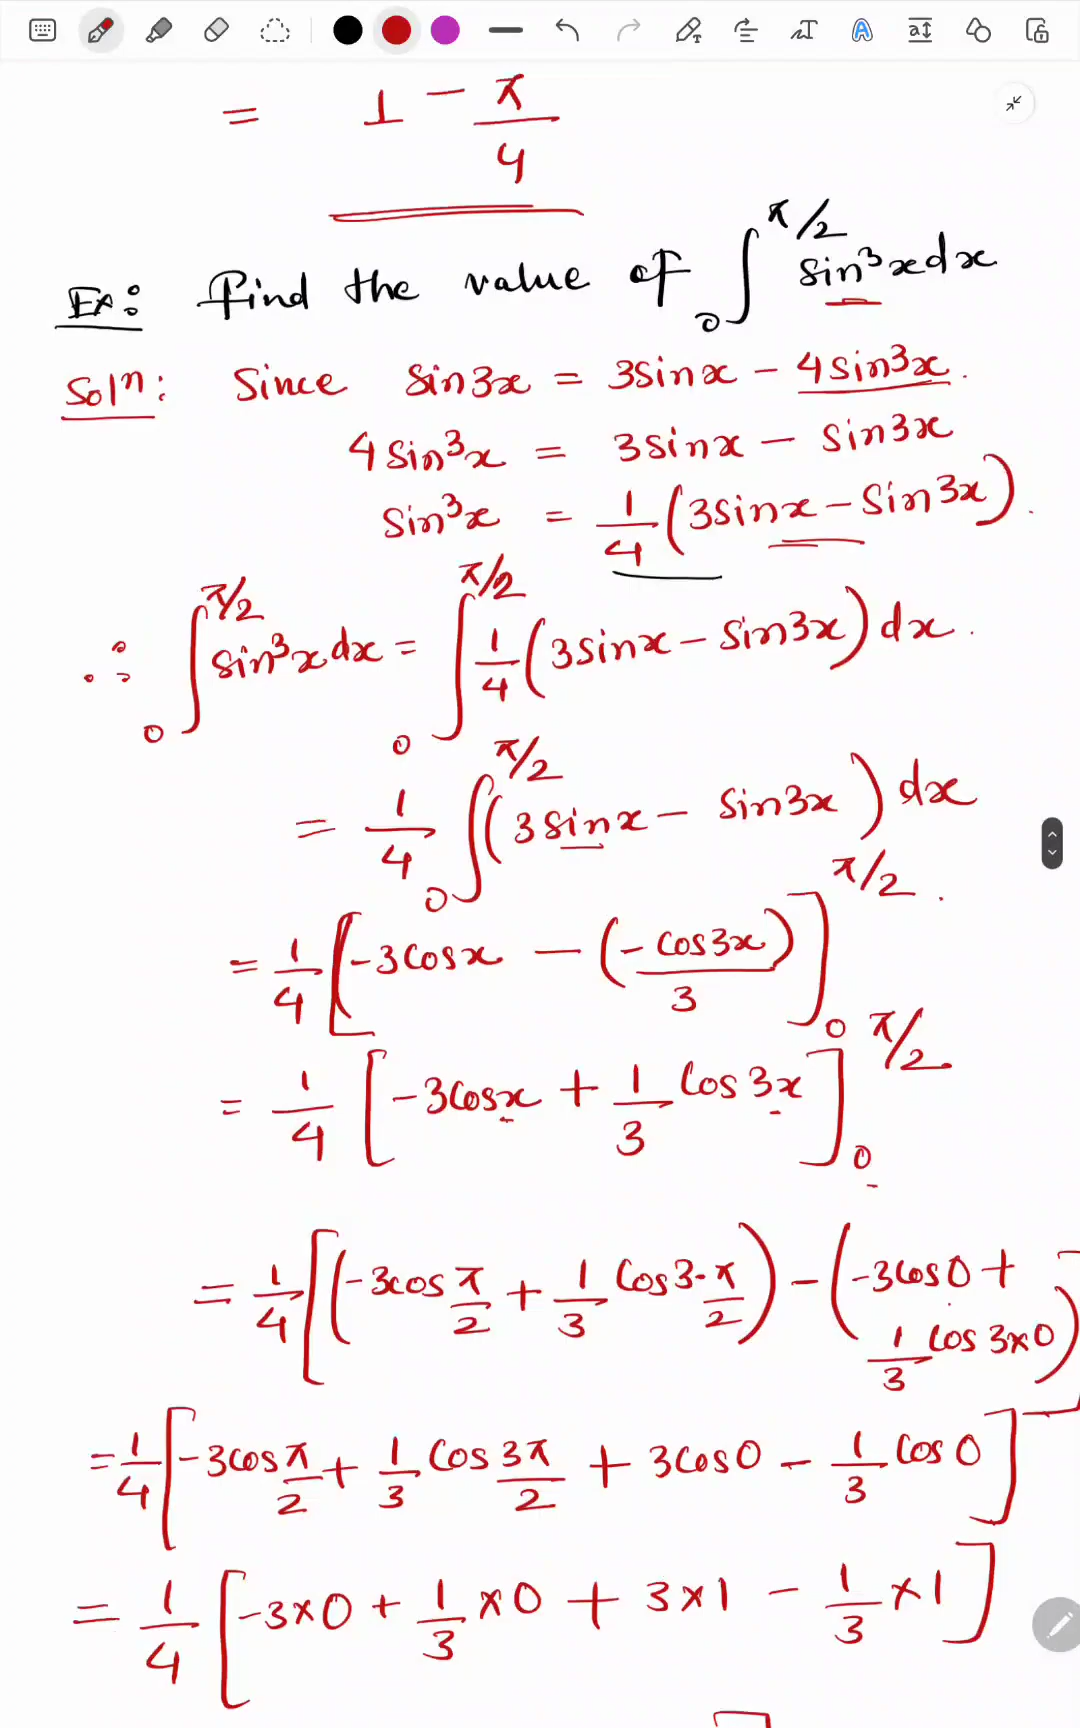 = 1 - π/4
Ex: find the value of ∫₀^(π/2) sin³x dx
Solⁿ: Since sin3x = 3sinx - 4sin³x.
4sin³x = 3sinx - sin3x
sin³x = 1/4 (3sinx - sin3x).
∴ ∫₀^(π/2) sin³x dx = ∫₀^(π/2) 1/4 (3sinx - sin3x) dx.
= 1/4 ∫₀^(π/2) (3sinx - sin3x) dx
= 1/4 [-3cosx - (-cos3x)/3]₀^(π/2).
= 1/4 [-3cosx + 1/3 cos3x]₀^(π/2)
= 1/4 [(-3cos π/2 + 1/3 cos3·π/2) - (-3cos0 + 1/3 cos3×0)]
= 1/4 [-3cos π/2 + 1/3 cos 3π/2 + 3cos0 - 1/3 cos0]
= 1/4 [-3×0 + 1/3 ×0 + 3×1 - 1/3 ×1]